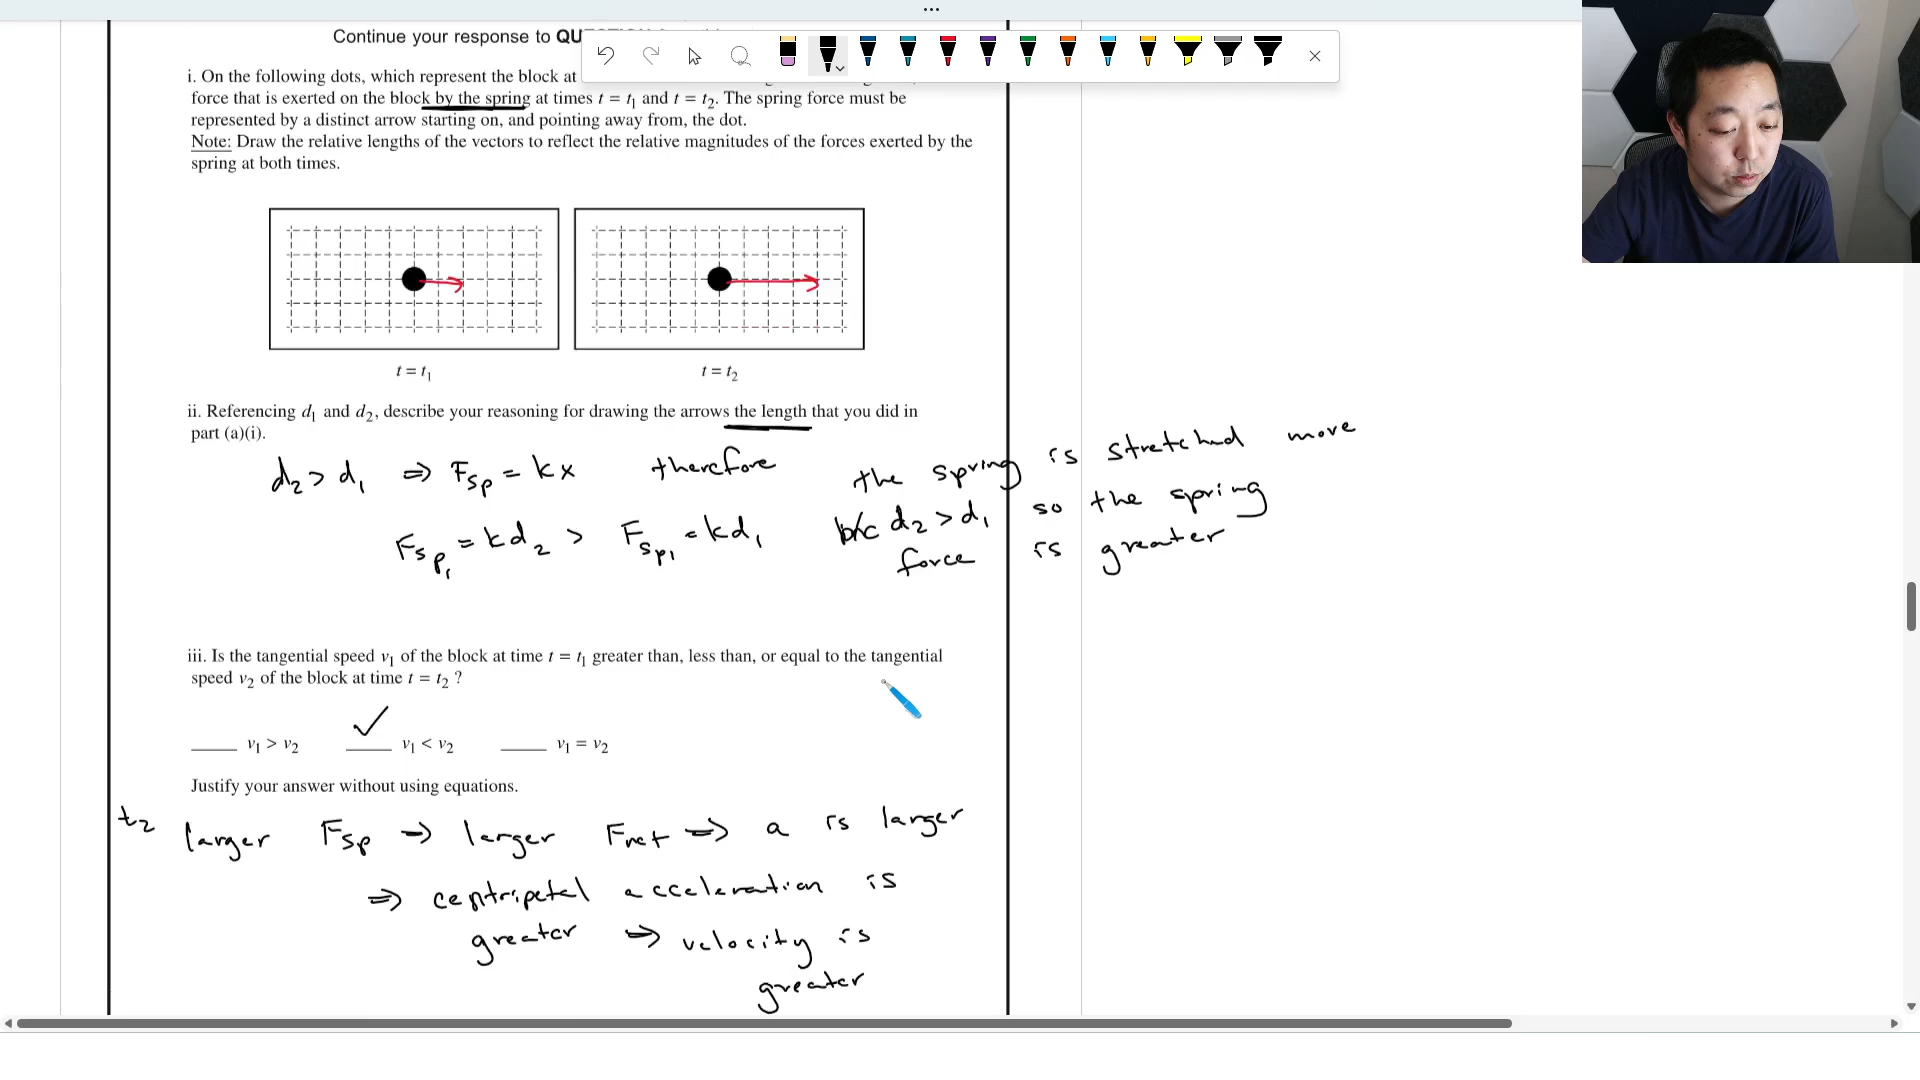 Continue your response to QU
i. On the following dots, which represent the block at
force that is exerted on the block by the spring at times t = t₁ and t = t₂. The spring force must be
represented by a distinct arrow starting on, and pointing away from, the dot.
Note: Draw the relative lengths of the vectors to reflect the relative magnitudes of the forces exerted by the
spring at both times.
t = t₁
t = t₂
ii. Referencing d₁ and d₂, describe your reasoning for drawing the arrows the length that you did in
part (a)(i).
d₂ > d₁ ⇒ Fsp = kx therefore
Fsp₁ = kd₂ > Fsp₁ = kd₁
the spring is stretched more
b/c d₂ > d₁ so the spring
force is greater
iii. Is the tangential speed v₁ of the block at time t = t₁ greater than, less than, or equal to the tangential
speed v₂ of the block at time t = t₂ ?
____ v₁ > v₂ ✓ ____ v₁ < v₂ ____ v₁ = v₂
Justify your answer without using equations.
t₂ larger Fsp ⇒ larger Fnet ⇒ a is larger
⇒ centripetal acceleration is
greater ⇒ velocity is
greater